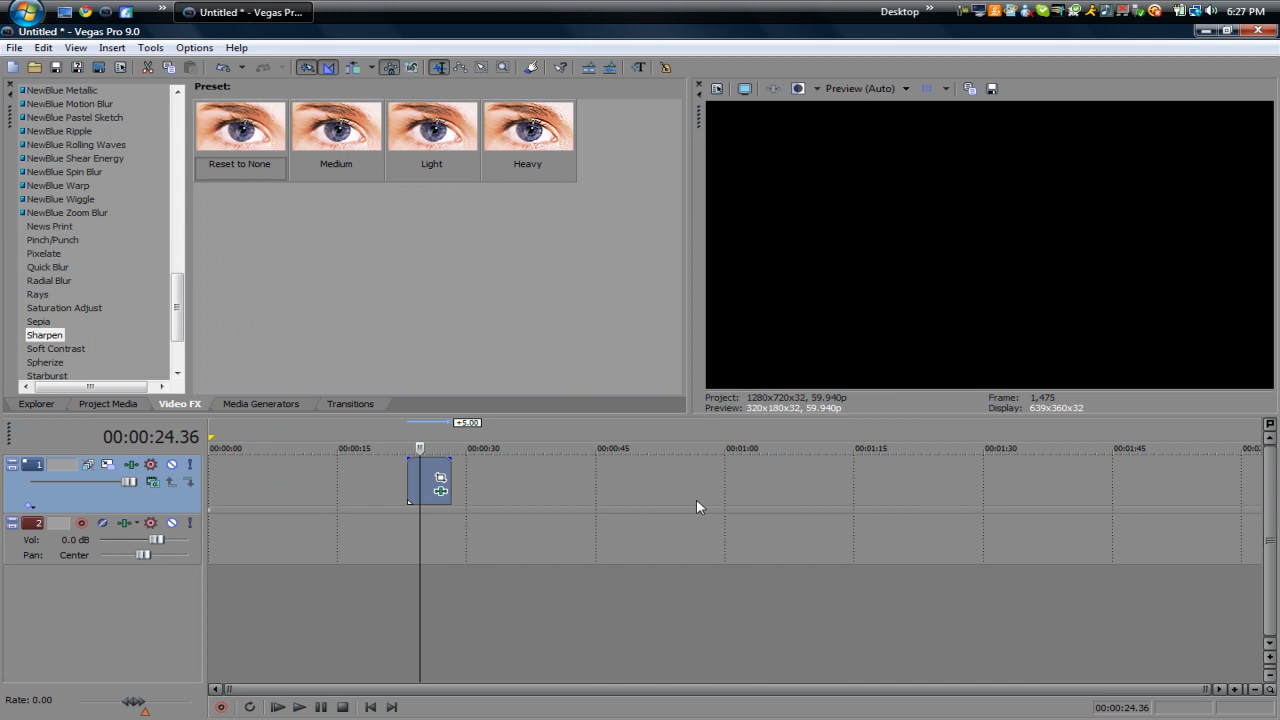 Untitled * - Vegas Pr...
Desktop
6:27 PM
Untitled * - Vegas Pro 9.0
File Edit View Insert Tools Options Help
NewBlue Metallic
NewBlue Motion Blur
NewBlue Pastel Sketch
NewBlue Ripple
NewBlue Rolling Waves
NewBlue Shear Energy
NewBlue Spin Blur
NewBlue Warp
NewBlue Wiggle
NewBlue Zoom Blur
News Print
Pinch/Punch
Pixelate
Quick Blur
Radial Blur
Rays
Saturation Adjust
Sepia
Sharpen
Soft Contrast
Spherize
Starburst
Preset:
Reset to None Medium Light Heavy
Preview (Auto)
Project: 1280x720x32, 59.940p Frame: 1,475
Preview: 320x180x32, 59.940p Display: 639x360x32
Explorer Project Media Video FX Media Generators Transitions
+5.00
00:00:24.36
00:00:00 00:00:15 00:00:30 00:00:45 00:01:00 00:01:15 00:01:30 00:01:45
1
2
Vol: 0.0 dB
Pan: Center
Rate: 0.00
00:00:24.36